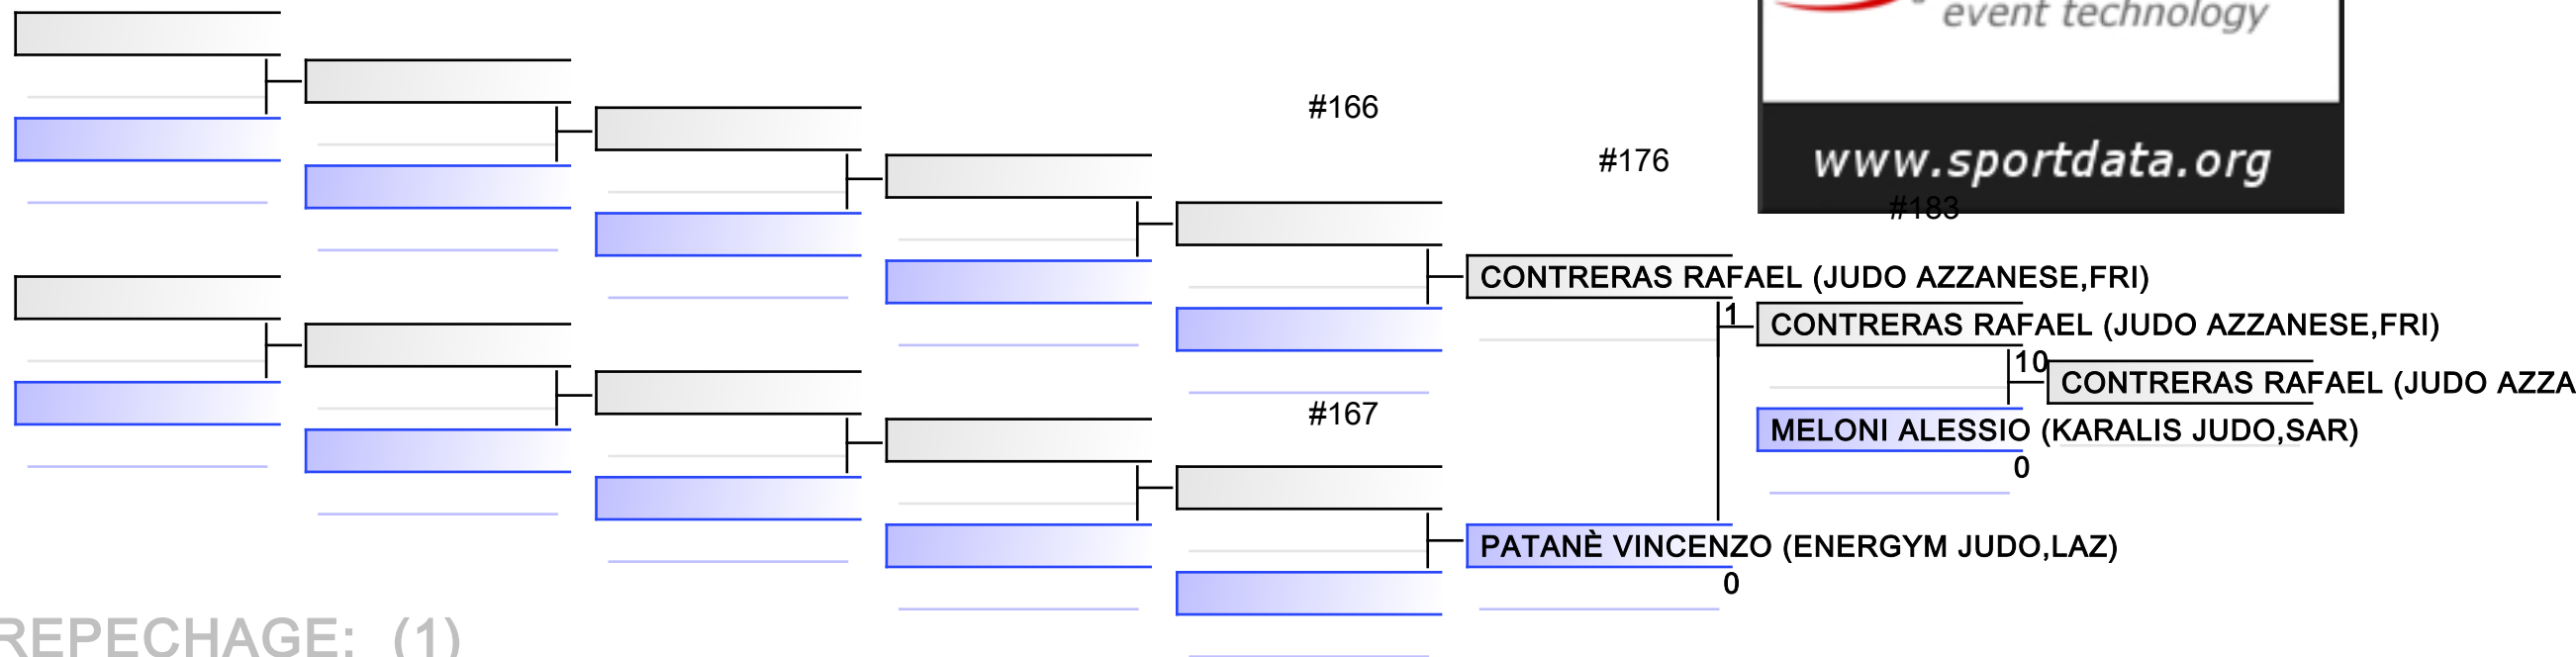 event technology
www.sportdata.org
#166
#176
#183
CONTRERAS RAFAEL (JUDO AZZANESE,FRI)
1
CONTRERAS RAFAEL (JUDO AZZANESE,FRI)
10
CONTRERAS RAFAEL (JUDO AZZA
#167
MELONI ALESSIO (KARALIS JUDO,SAR)
0
PATANÈ VINCENZO (ENERGYM JUDO,LAZ)
0
REPECHAGE: (1)